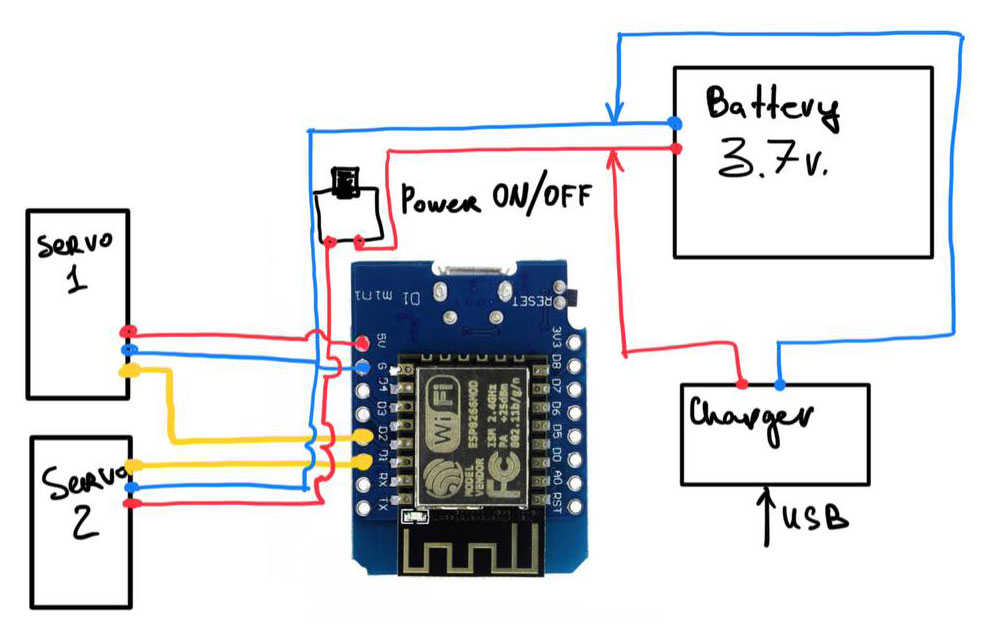 Battery
3.7v.
Power ON/OFF
Servo
1
D1 mini
RESET
5V
G
D4
D3
D2
D1
RX
TX
3V3
D8
D7
D6
D5
D0
A0
RST
WiFi
MODEL
VENDOR
ESP8266MOD
ISM 2.4GHz
PA +25dBm
802.11b/g/n
FC
Servo
2
Charger
USB